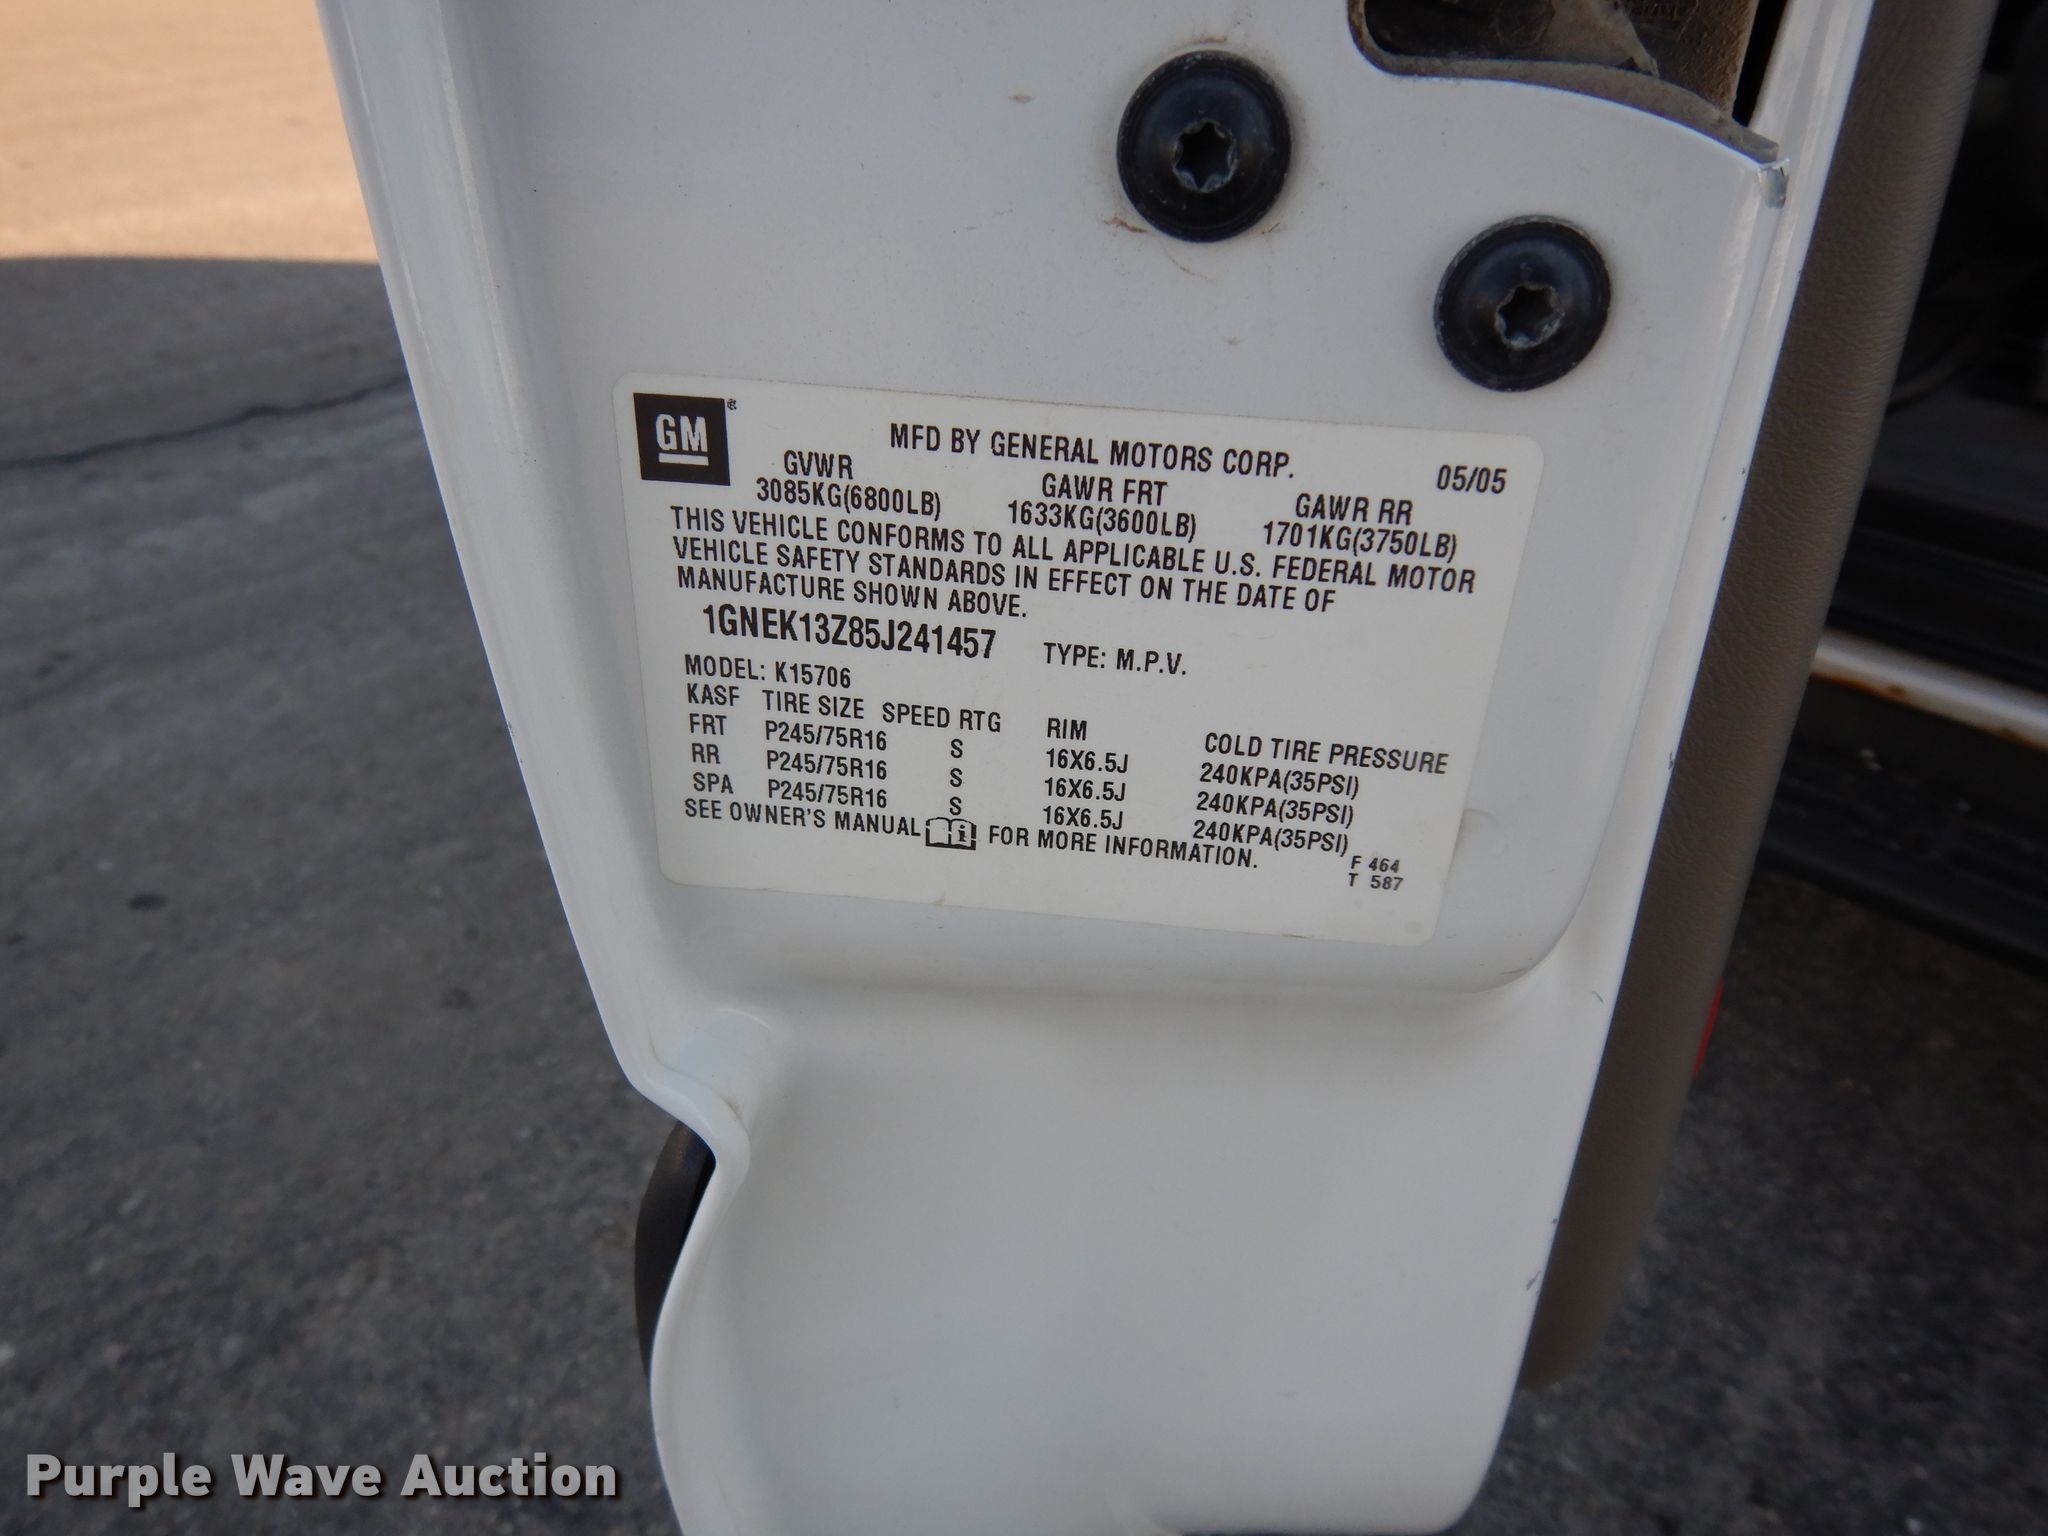 GM
MFD BY GENERAL MOTORS CORP. 05/05
GVWR GAWR FRT GAWR RR
3085KG(6800LB) 1633KG(3600LB) 1701KG(3750LB)
THIS VEHICLE CONFORMS TO ALL APPLICABLE U.S. FEDERAL MOTOR
VEHICLE SAFETY STANDARDS IN EFFECT ON THE DATE OF
MANUFACTURE SHOWN ABOVE.
1GNEK13Z85J241457 TYPE: M.P.V.
MODEL: K15706
KASF TIRE SIZE SPEED RTG RIM COLD TIRE PRESSURE
FRT P245/75R16 S 16X6.5J 240KPA(35PSI)
RR P245/75R16 S 16X6.5J 240KPA(35PSI)
SPA P245/75R16 S 16X6.5J 240KPA(35PSI)
SEE OWNER'S MANUAL i FOR MORE INFORMATION.
F 464
T 587
Purple Wave Auction